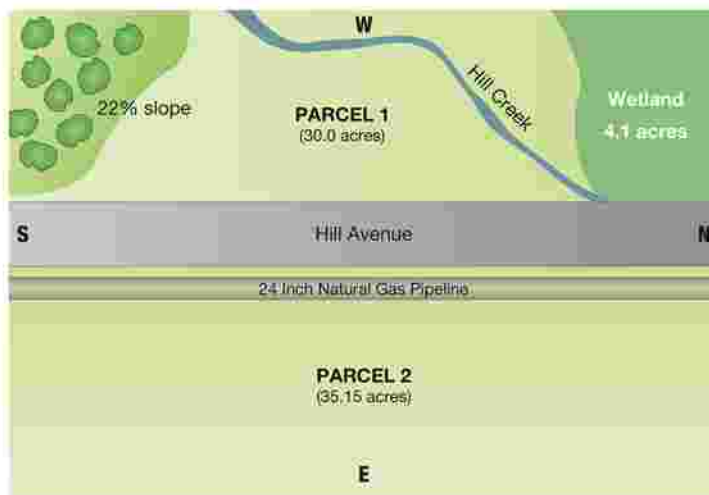 W
22% slope
PARCEL 1
(30.0 acres)
Hill Creek
Wetland
4.1 acres
S
Hill Avenue
N
24 Inch Natural Gas Pipeline
PARCEL 2
(35.15 acres)
E